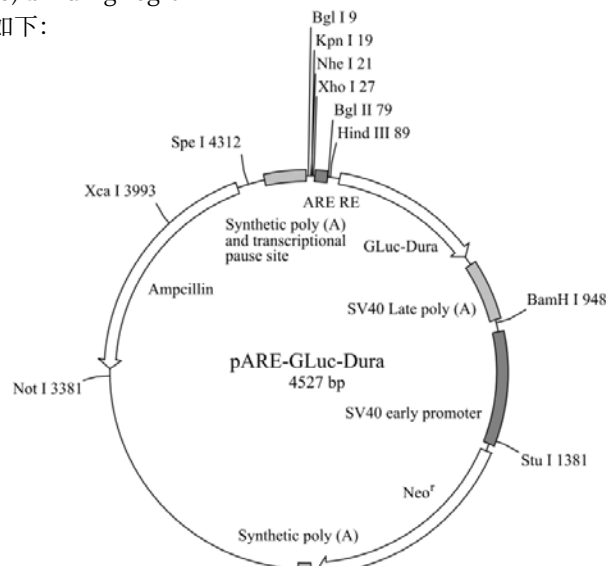 如下:
Bgl I 9
Kpn I 19
Nhe I 21
Xho I 27
Bgl II 79
Hind III 89
Spe I 4312
Xca I 3993
ARE RE
Synthetic poly (A)
and transcriptional
pause site
GLuc-Dura
Ampcillin
SV40 Late poly (A)
BamH I 948
pARE-GLuc-Dura
4527 bp
Not I 3381
SV40 early promoter
Stu I 1381
Neoʳ
Synthetic poly (A)